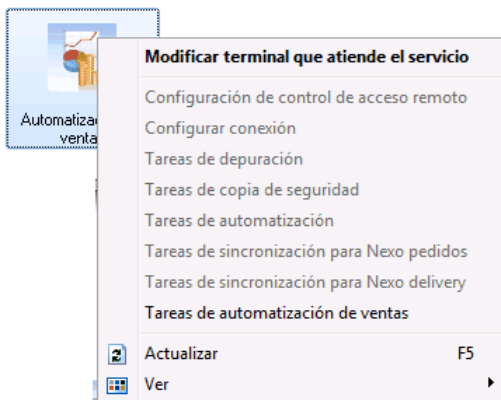 Modificar terminal que atiende el servicio
Configuración de control de acceso remoto
Configurar conexión
Tareas de depuración
Tareas de copia de seguridad
Tareas de automatización
Tareas de sincronización para Nexo pedidos
Tareas de sincronización para Nexo delivery
Tareas de automatización de ventas
Actualizar F5
Ver